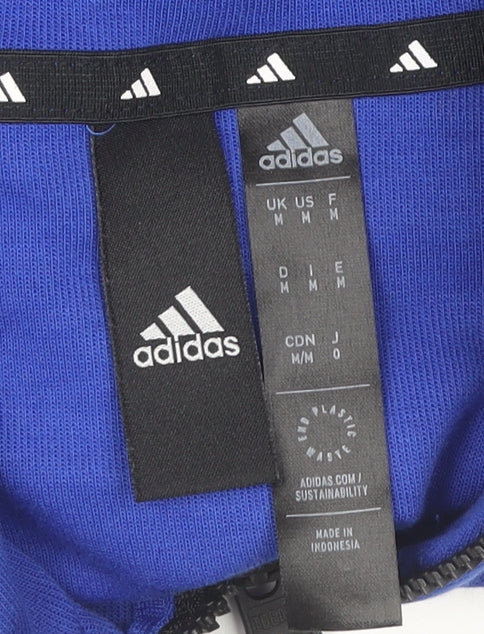 adidas
adidas
UK US F
M M M
D I E
M M M
CDN J
M/M O
END PLASTIC WASTE
ADIDAS.COM/
SUSTAINABILITY
MADE IN
INDONESIA